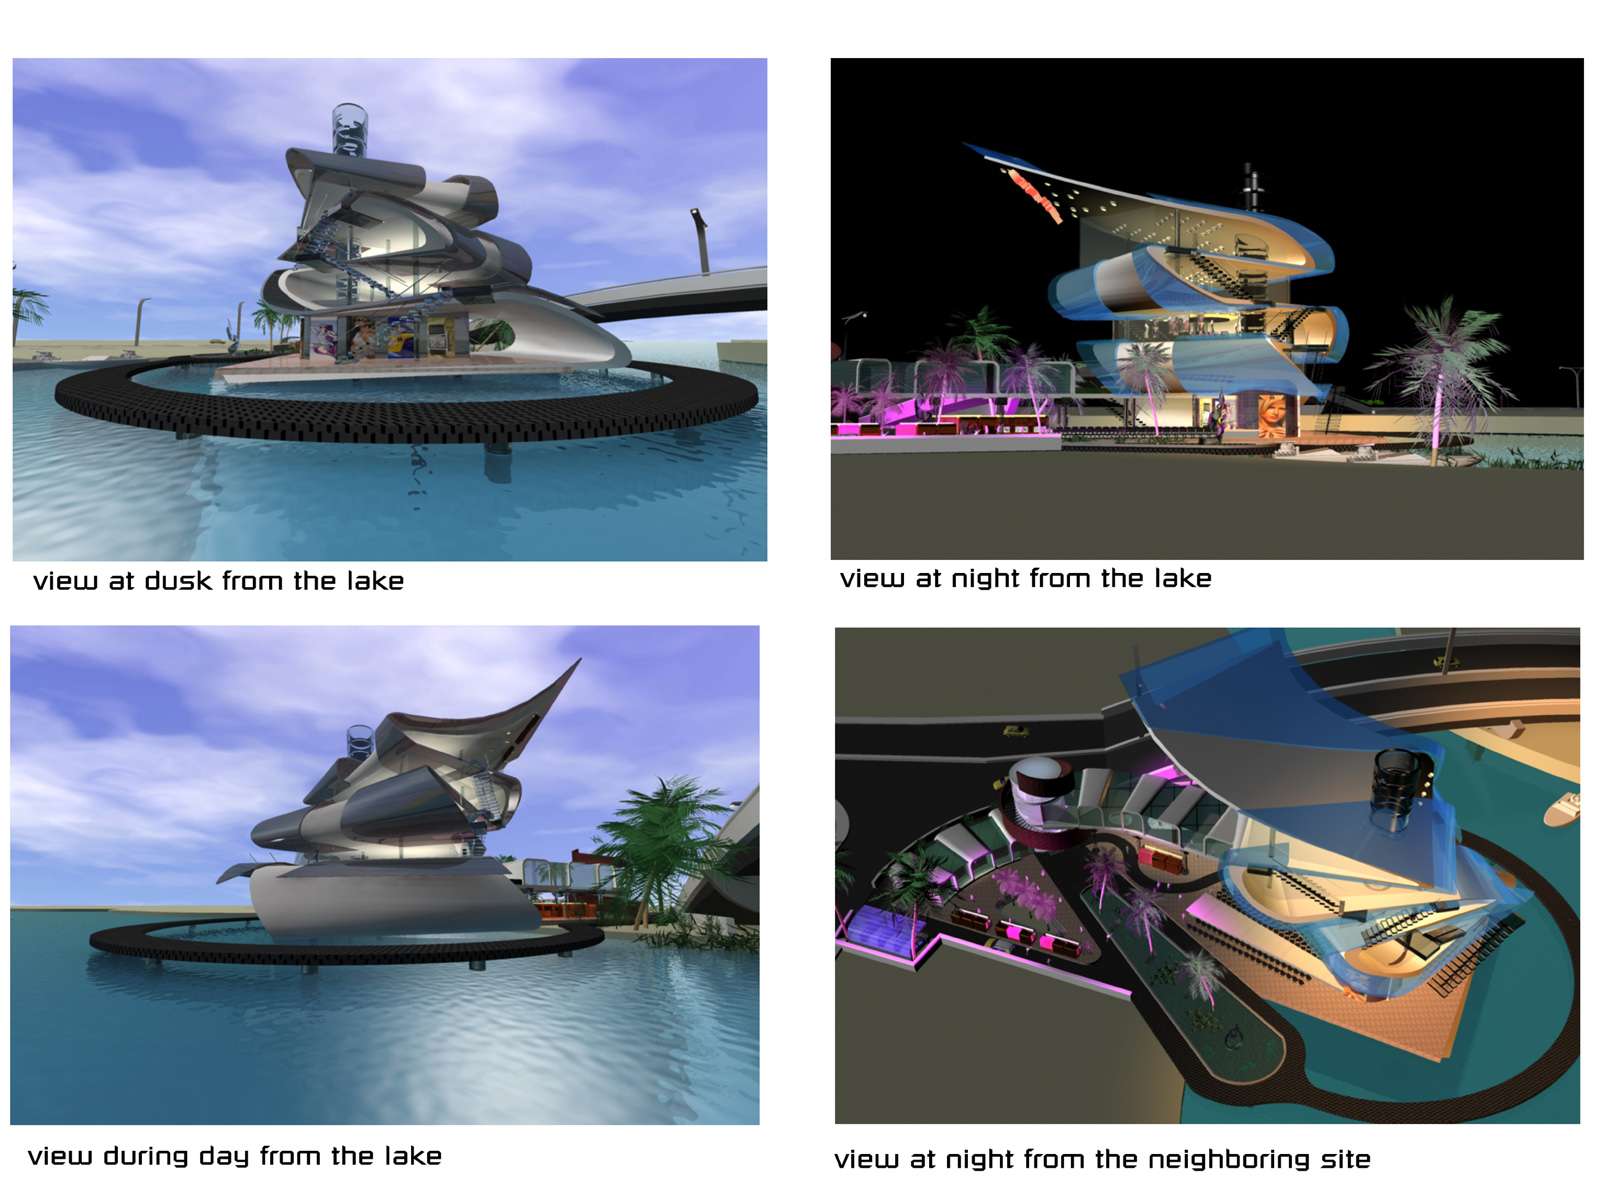 view at dusk from the lake
view at night from the lake
view during day from the lake
view at night from the neighboring site